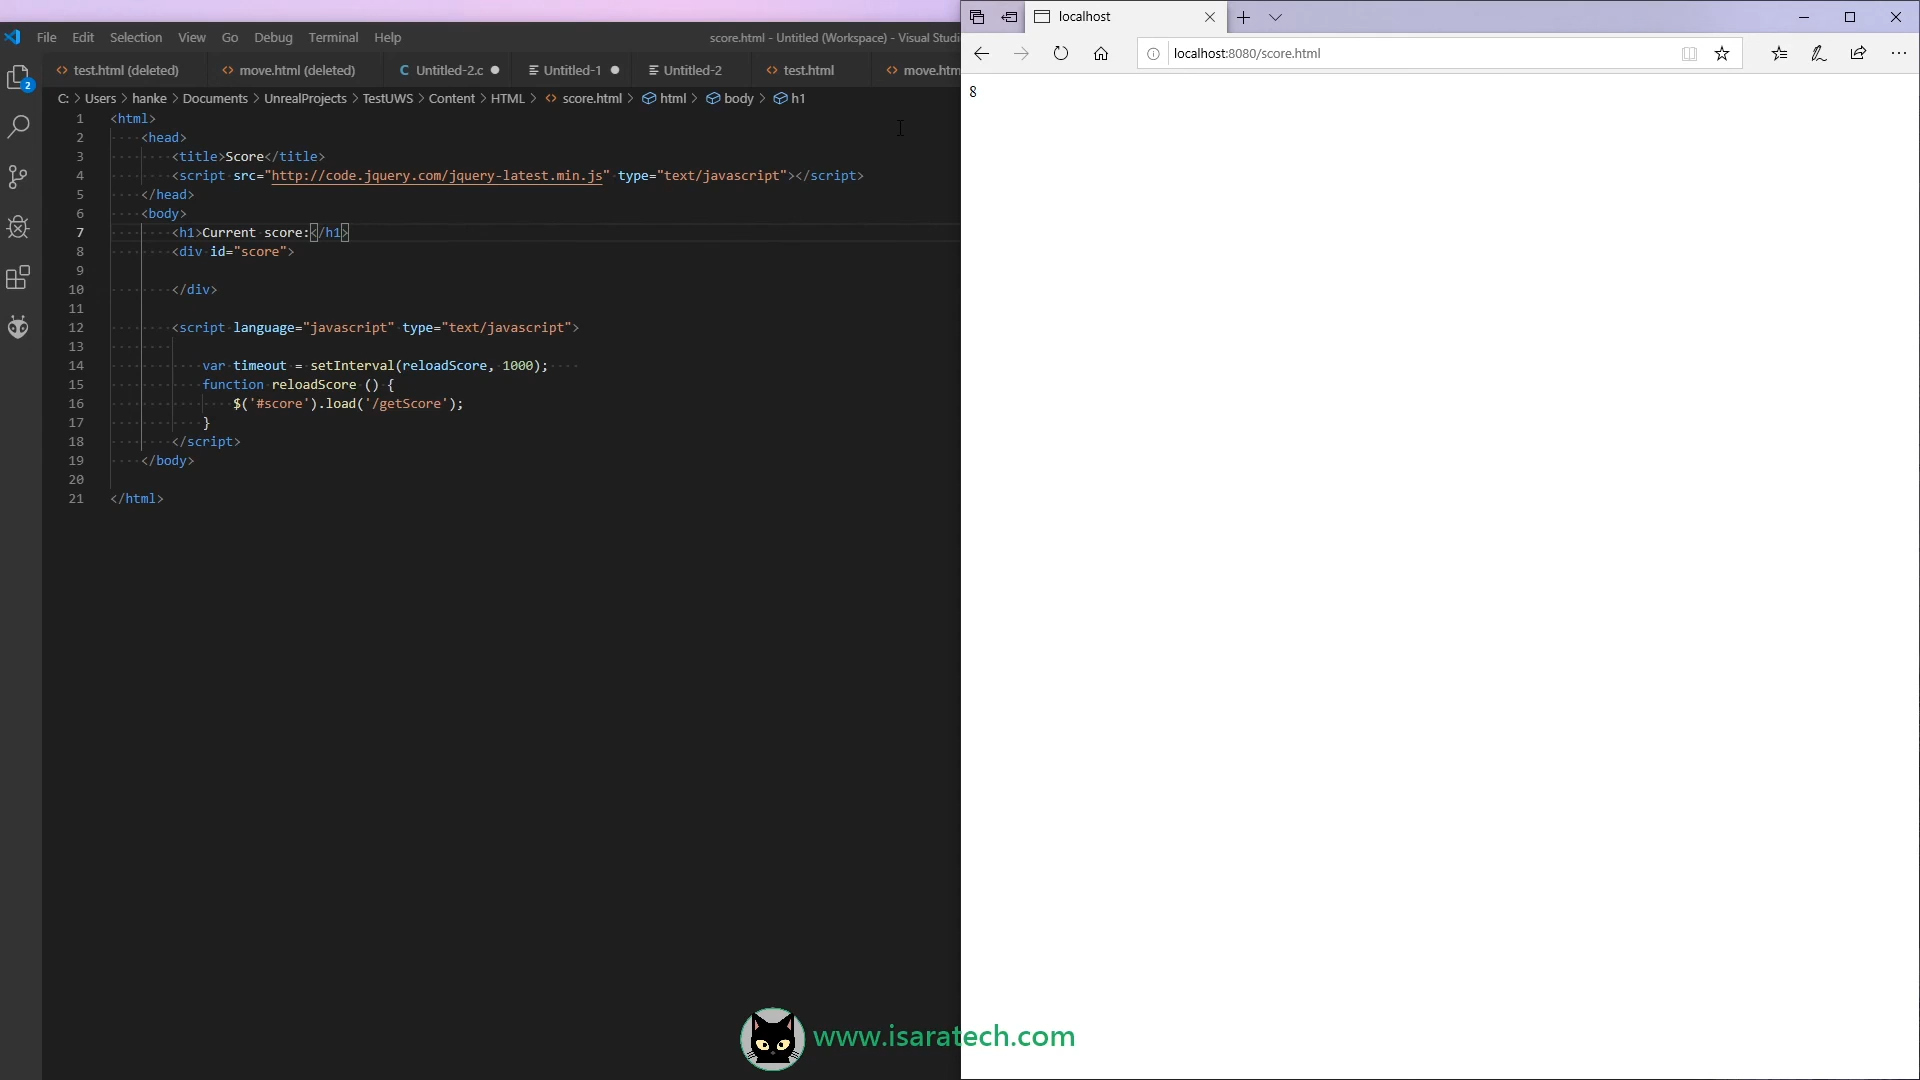 File Edit Selection View Go Debug Terminal Help
score.html - Untitled (Workspace) - Visual Studi
test.html (deleted) move.html (deleted) Untitled-2.c Untitled-1 Untitled-2 test.html move.htm
C: > Users > hanke > Documents > UnrealProjects > TestUWS > Content > HTML > score.html > html > body > h1
1 <html>
2 <head>
3 <title>Score</title>
4 <script src="http://code.jquery.com/jquery-latest.min.js" type="text/javascript"></script>
5 </head>
6 <body>
7 <h1>Current score:</h1>
8 <div id="score">
9
10 </div>
11
12 <script language="javascript" type="text/javascript">
13
14 var timeout = setInterval(reloadScore, 1000);
15 function reloadScore () {
16 $('#score').load('/getScore');
17 }
18 </script>
19 </body>
20
21 </html>
2
localhost
localhost:8080/score.html
8
www.isaratech.com